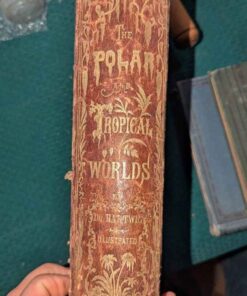 The
POLAR
AND
TROPICAL
WORLDS
DR. HARTWIG
ILLUSTRATED